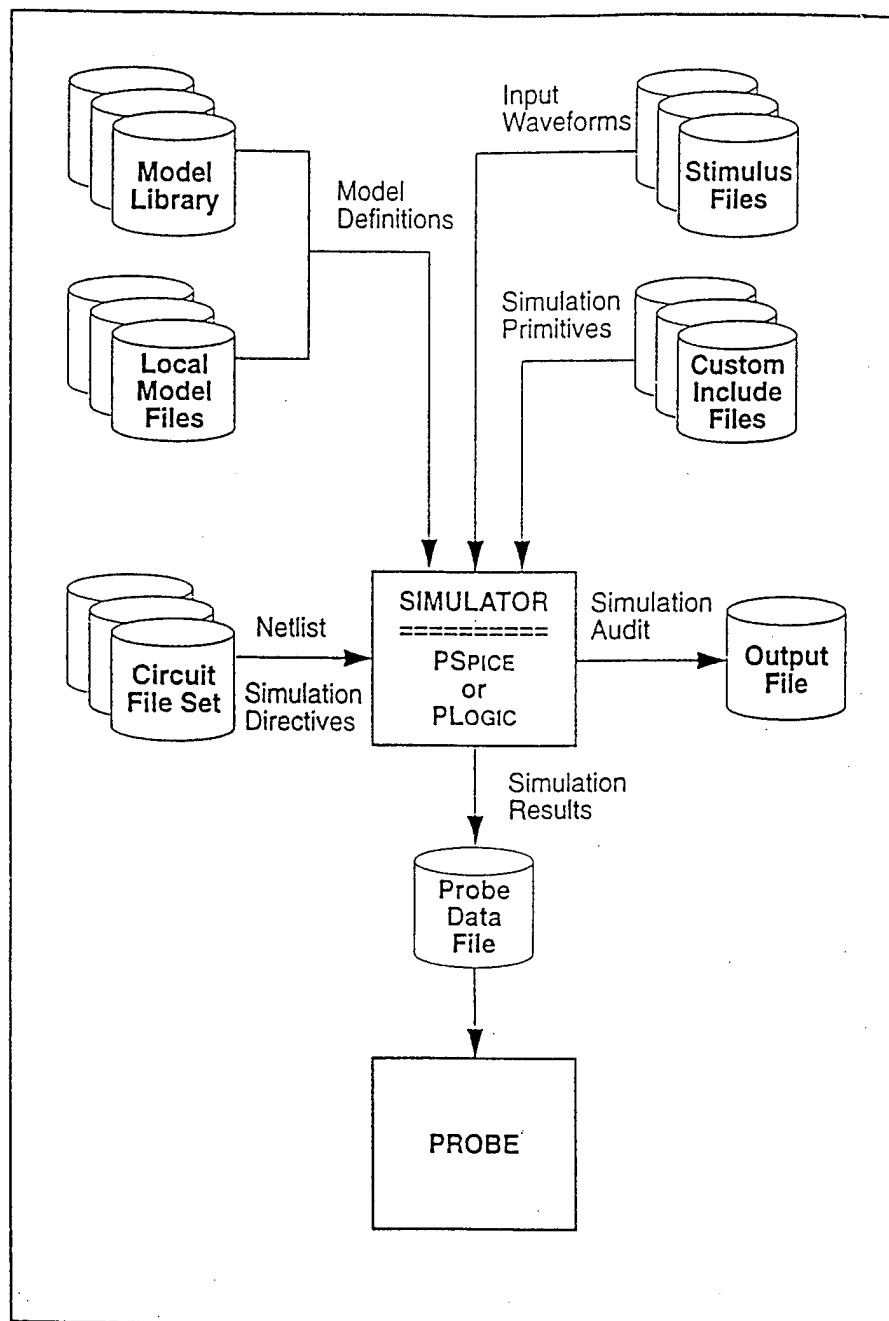 Model
Library
Model
Definitions
Local
Model
Files
Input
Waveforms
Stimulus
Files
Simulation
Primitives
Custom
Include
Files
Circuit
File Set
Netlist
Simulation
Directives
SIMULATOR
==========
PSPICE
or
PLOGIC
Simulation
Audit
Output
File
Simulation
Results
Probe
Data
File
PROBE